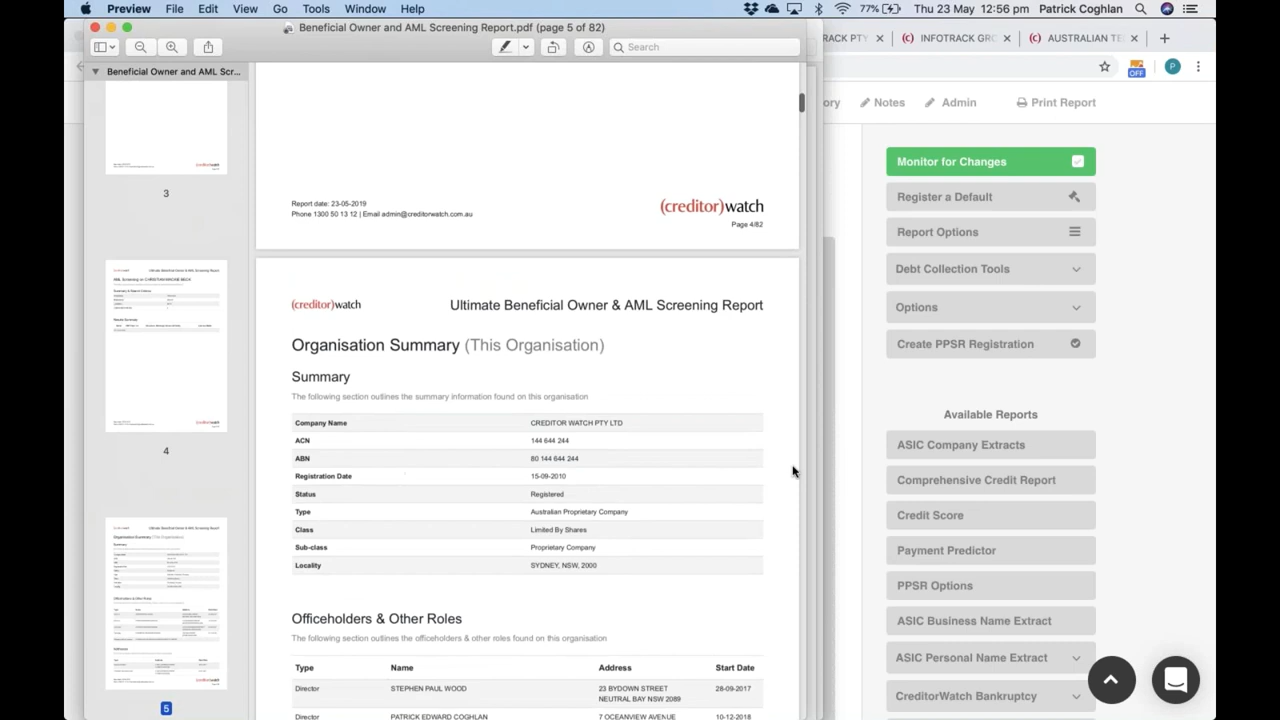 Preview File Edit View Go Tools Window Help 77% Thu 23 May 12:56 pm Patrick Coghlan
Beneficial Owner and AML Screening Report.pdf (page 5 of 82)
RACK PTY INFOTRACK GRO AUSTRALIAN TE
Search
Beneficial Owner and AML Scr...
OFF P
ory Notes Admin Print Report
3
4
5
Report date: 23-05-2019
Phone 1300 50 13 12 | Email admin@creditorwatch.com.au
(creditor)watch
Page 4/82
(creditor)watch Ultimate Beneficial Owner & AML Screening Report
Organisation Summary (This Organisation)
Summary
The following section outlines the summary information found on this organisation
Company Name CREDITOR WATCH PTY LTD
ACN 144 644 244
ABN 80 144 644 244
Registration Date 15-09-2010
Status Registered
Type Australian Proprietary Company
Class Limited By Shares
Sub-class Proprietary Company
Locality SYDNEY, NSW, 2000
Officeholders & Other Roles
The following section outlines the officeholders & other roles found on this organisation
Type Name Address Start Date
Director STEPHEN PAUL WOOD 23 BYDOWN STREET 28-09-2017
NEUTRAL BAY NSW 2089
Director PATRICK EDWARD COGHLAN 7 OCEANVIEW AVENUE 10-12-2018
Monitor for Changes
Register a Default
Report Options
Debt Collection Tools
Options
Create PPSR Registration
Available Reports
ASIC Company Extracts
Comprehensive Credit Report
Credit Score
Payment Predictor
PPSR Options
Business Name Extract
ASIC Personal Name Extract
CreditorWatch Bankruptcy